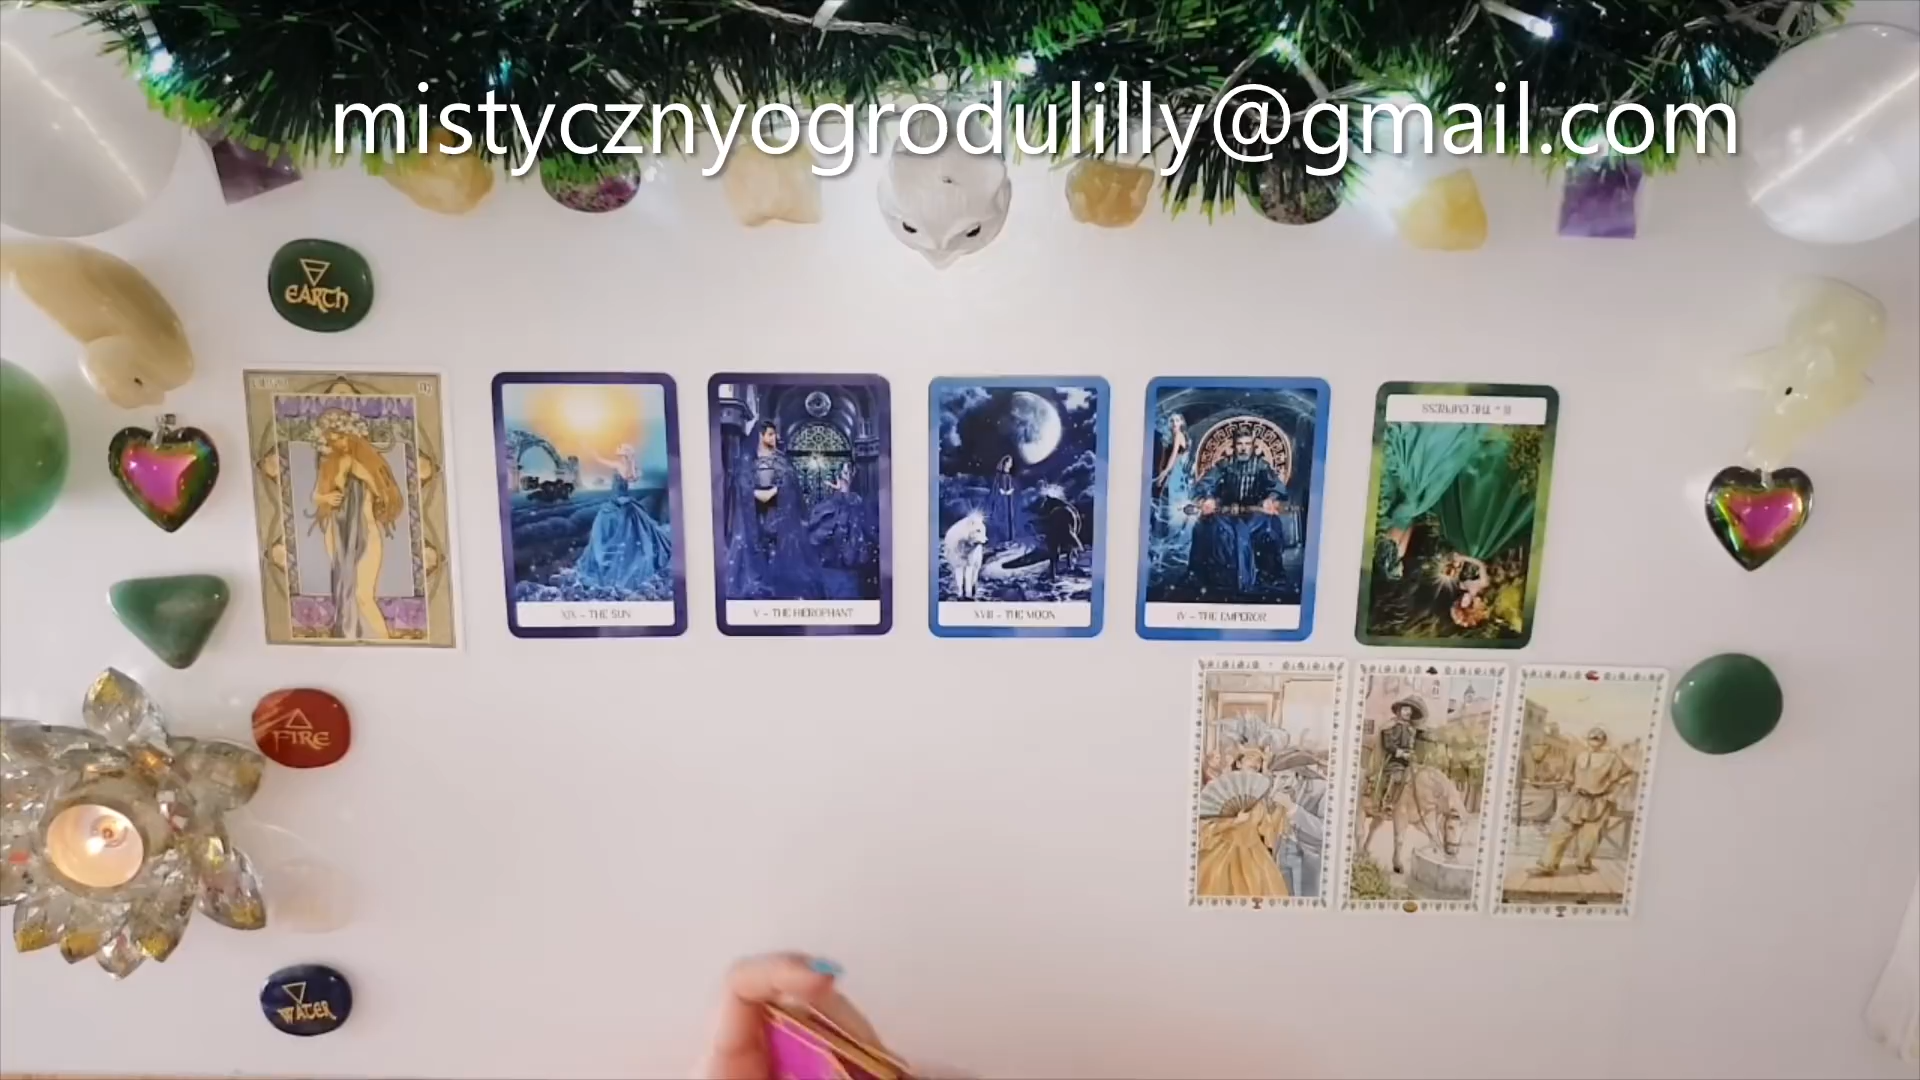 mistycznyogrodulilly@gmail.com
EARTH
XIX – THE SUN
V – THE HIEROPHANT
XVIII – THE MOON
IV – THE EMPEROR
III – THE EMPRESS
FIRE
WATER